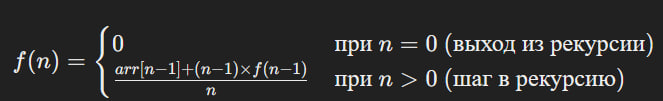 f(n) = { 0 при n = 0 (выход из рекурсии)
arr[n−1]+(n−1)×f(n−1) / n при n > 0 (шаг в рекурсию)